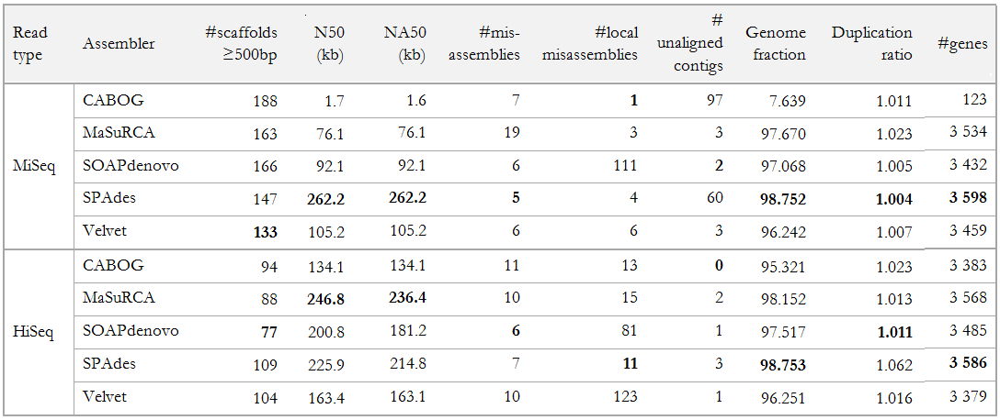 Read type | Assembler | #scaffolds ≥500bp | N50 (kb) | NA50 (kb) | #mis-assemblies | #local misassemblies | # unaligned contigs | Genome fraction | Duplication ratio | #genes
MiSeq | CABOG | 188 | 1.7 | 1.6 | 7 | 1 | 97 | 7.639 | 1.011 | 123
MaSuRCA | 163 | 76.1 | 76.1 | 19 | 3 | 3 | 97.670 | 1.023 | 3 534
SOAPdenovo | 166 | 92.1 | 92.1 | 6 | 111 | 2 | 97.068 | 1.005 | 3 432
SPAdes | 147 | 262.2 | 262.2 | 5 | 4 | 60 | 98.752 | 1.004 | 3 598
Velvet | 133 | 105.2 | 105.2 | 6 | 6 | 3 | 96.242 | 1.007 | 3 459
HiSeq | CABOG | 94 | 134.1 | 134.1 | 11 | 13 | 0 | 95.321 | 1.023 | 3 383
MaSuRCA | 88 | 246.8 | 236.4 | 10 | 15 | 2 | 98.152 | 1.013 | 3 568
SOAPdenovo | 77 | 200.8 | 181.2 | 6 | 81 | 1 | 97.517 | 1.011 | 3 485
SPAdes | 109 | 225.9 | 214.8 | 7 | 11 | 3 | 98.753 | 1.062 | 3 586
Velvet | 104 | 163.4 | 163.1 | 10 | 123 | 1 | 96.251 | 1.016 | 3 379